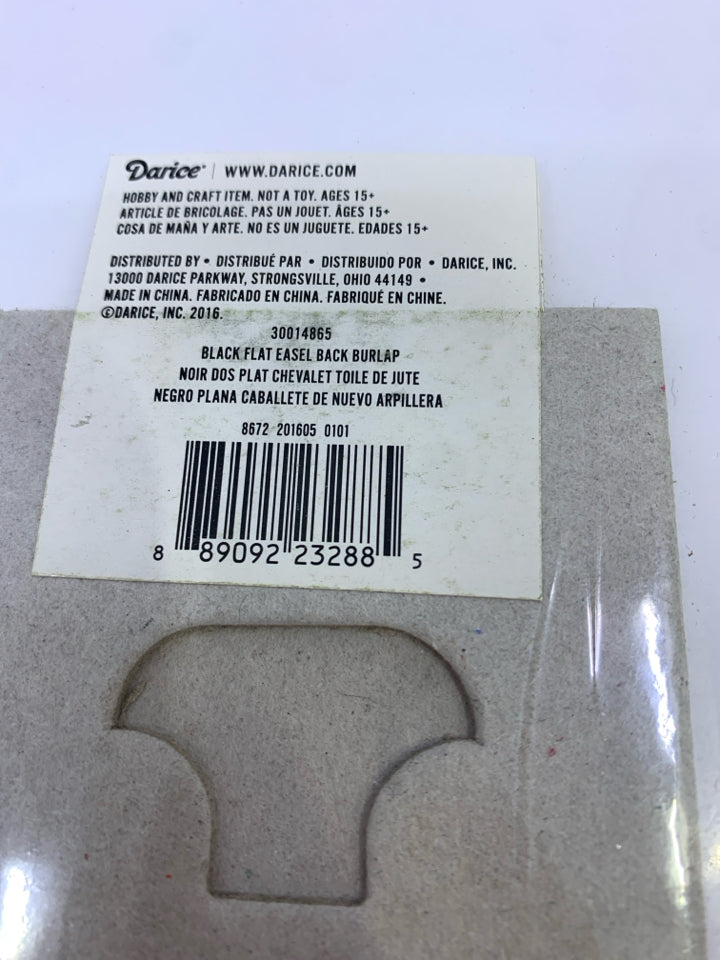 Darice | WWW.DARICE.COM
HOBBY AND CRAFT ITEM. NOT A TOY. AGES 15+
ARTICLE DE BRICOLAGE. PAS UN JOUET. ÂGES 15+
COSA DE MAÑA Y ARTE. NO ES UN JUGUETE. EDADES 15+
DISTRIBUTED BY • DISTRIBUÉ PAR • DISTRIBUIDO POR • DARICE, INC.
13000 DARICE PARKWAY, STRONGSVILLE, OHIO 44149 •
MADE IN CHINA. FABRICADO EN CHINA. FABRIQUÉ EN CHINE.
©DARICE, INC. 2016.
30014865
BLACK FLAT EASEL BACK BURLAP
NOIR DOS PLAT CHEVALET TOILE DE JUTE
NEGRO PLANA CABALLETE DE NUEVO ARPILLERA
8672 201605 0101
8 89092 23288 5